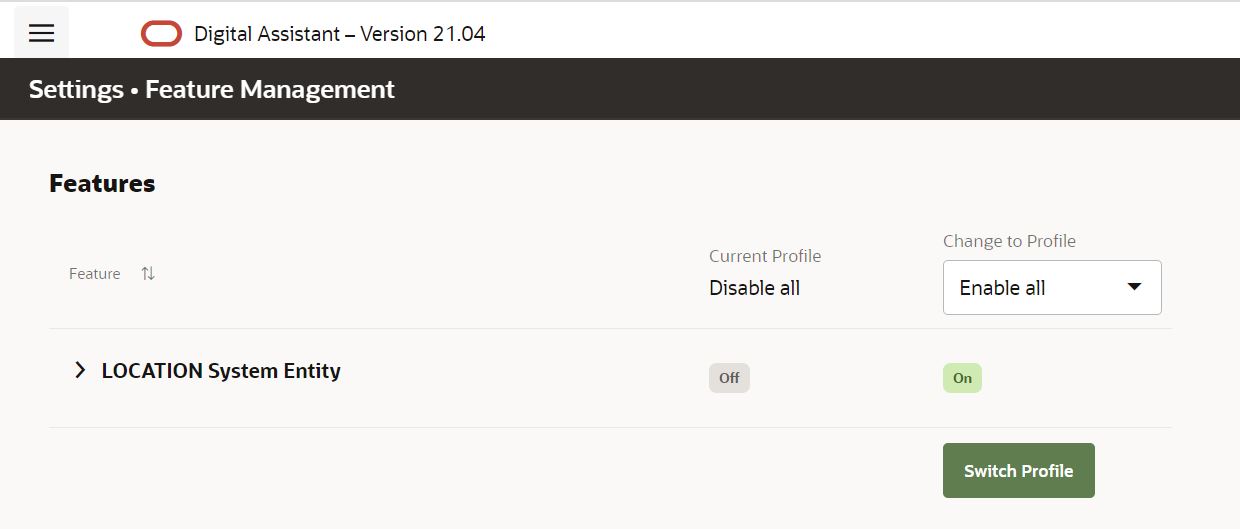 Digital Assistant – Version 21.04
Settings • Feature Management
Features
Feature
Current Profile
Disable all
Change to Profile
Enable all
LOCATION System Entity
Off
On
Switch Profile